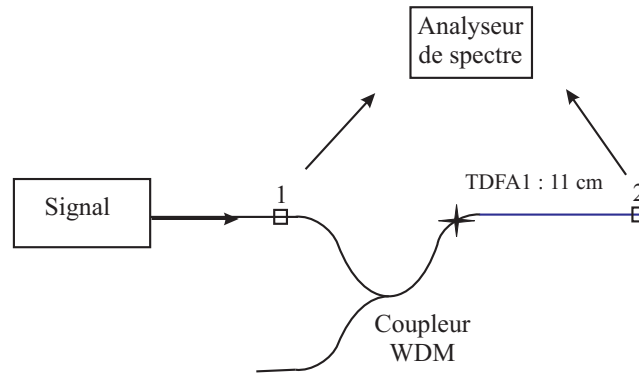 Analyseur
de spectre
TDFA1 : 11 cm
1
2
Signal
Coupleur
WDM